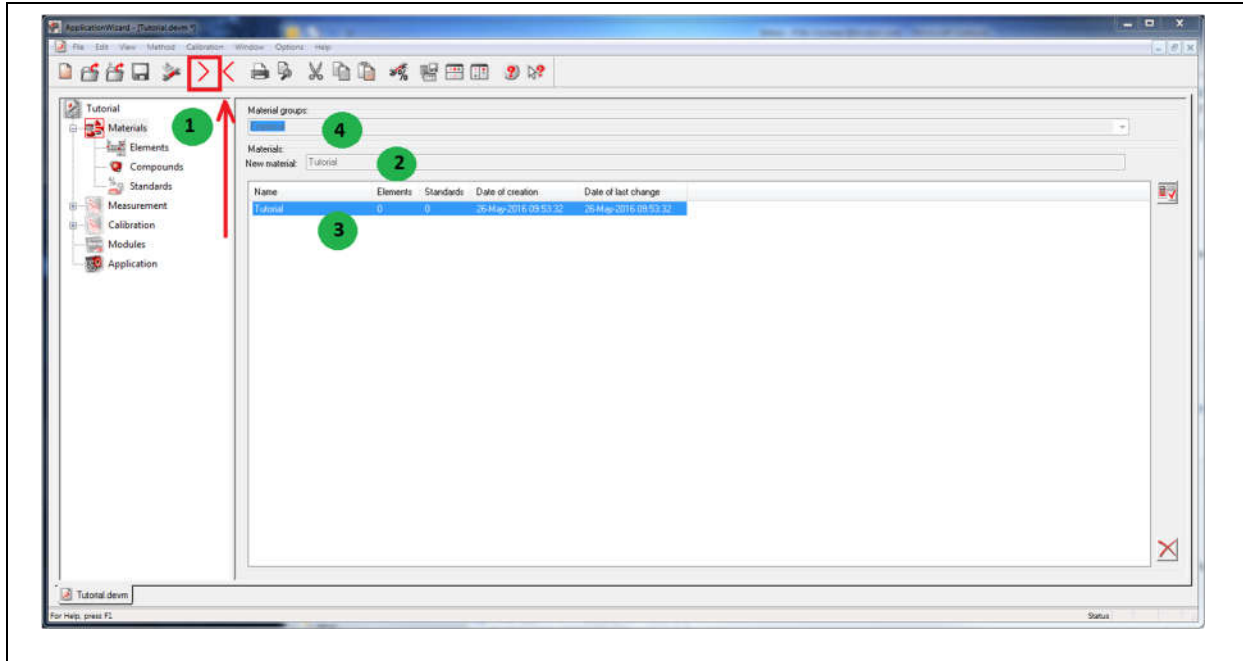 ApplicationWizard - [Tutorial.devm *]
File Edit View Method Calibration Window Options Help
Tutorial
Materials
Elements
Compounds
Standards
Measurement
Calibration
Modules
Application
1
Material groups:
4
Materials:
New material: Tutorial
2
Name Elements Standards Date of creation Date of last change
Tutorial 0 0 26-May-2016 09:53:32 26-May-2016 09:53:32
3
Tutorial.devm
For Help, press F1
Status